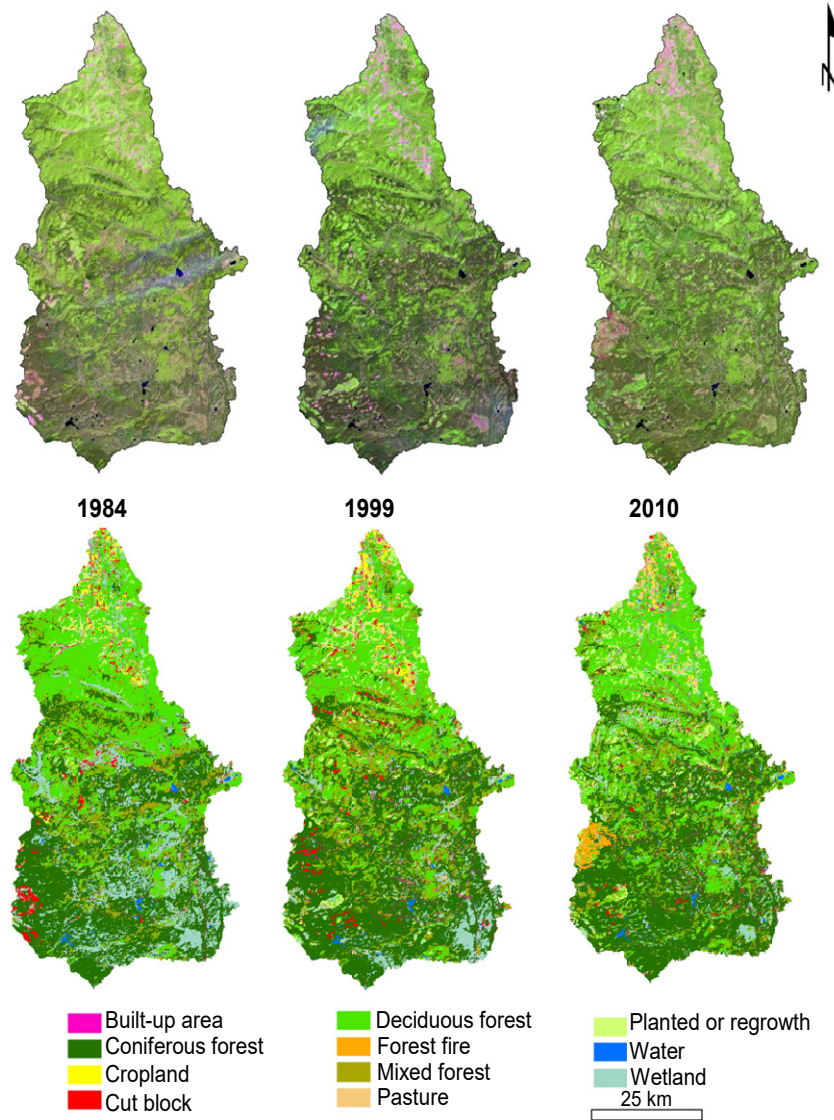 N
1984 1999 2010
Built-up area Deciduous forest Planted or regrowth
Coniferous forest Forest fire Water
Cropland Mixed forest Wetland
Cut block Pasture 25 km